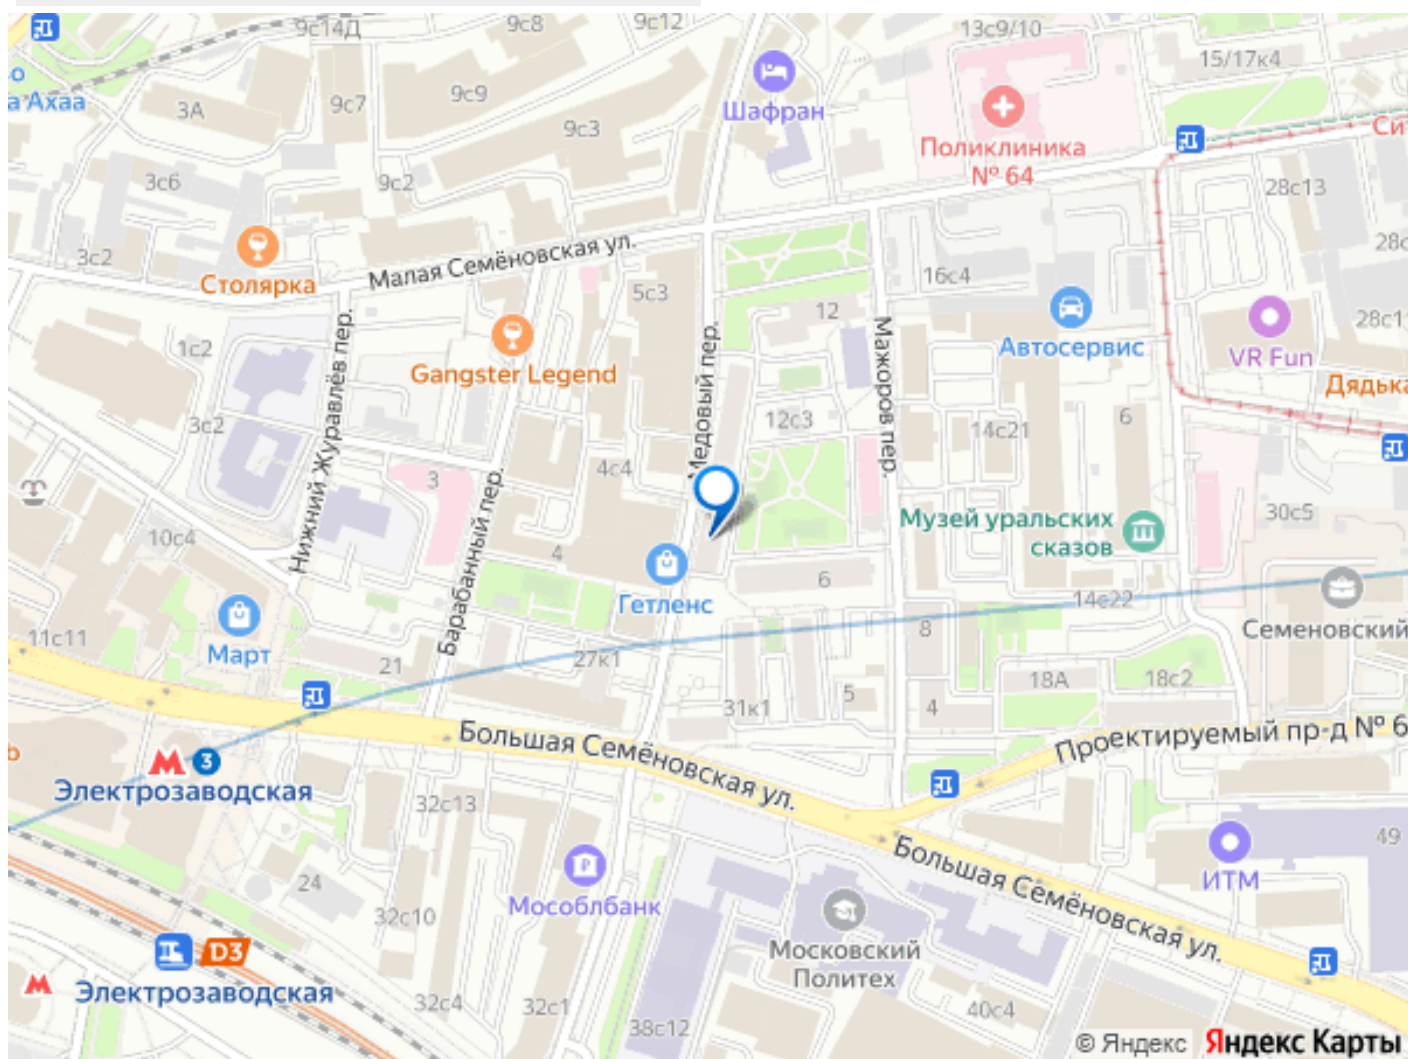 9с14Д
9с8
9с12
13с9/10
15/17к4
о
а Ахаа
3А
9с7
9с9
9с3
Шафран
Поликлиника
№ 64
Си
3с6
9с2
28с13
3с2
Столярка
Малая Семёновская ул.
5с3
16с4
12
28с1
1с2
Gangster Legend
Нижний Журавлёв пер.
Медовый пер.
Мажоров пер.
Автосервис
VR Fun
Дядька
3с2
12с3
14с21
6
4с4
3
Барабанный пер.
10с4
4
Музей уральских
сказов
30с5
Гетленс
6
14с22
Семеновский
11с11
Март
21
27к1
8
18А
18с2
31к1
5
4
Большая Семёновская ул.
Проектируемый пр-д № 6
3
Электрозаводская
32с13
24
32с10
Мособлбанк
Большая Семёновская ул.
ИТМ
49
D3
Электрозаводская
Московский
Политех
32с4
32с1
38с12
40с4
© Яндекс Яндекс Карты